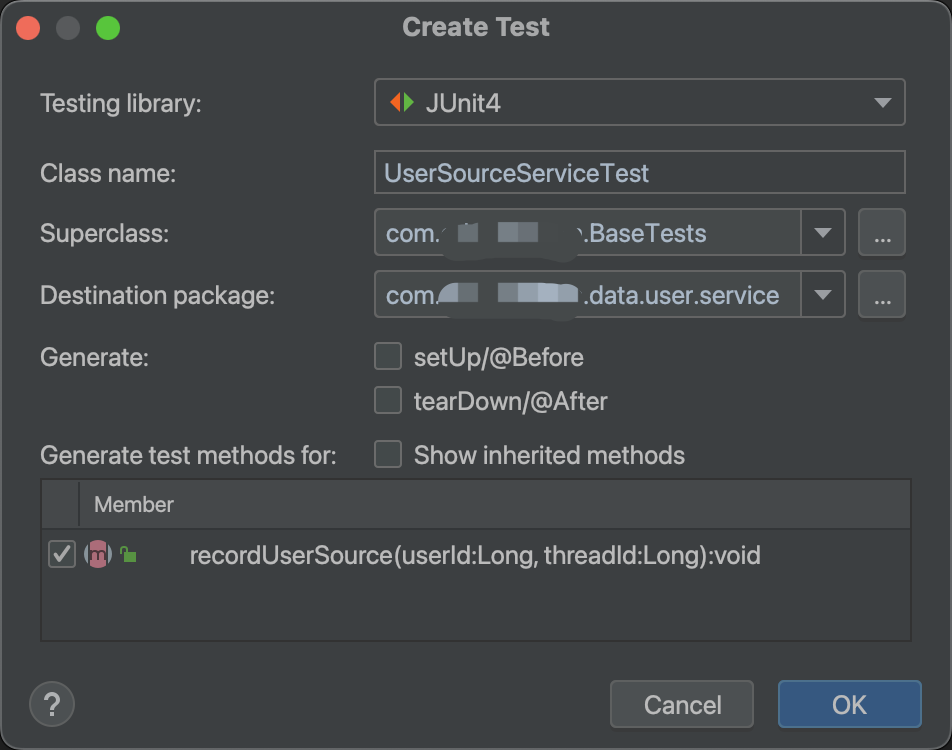 Create Test
Testing library: JUnit4
Class name: UserSourceServiceTest
Superclass: com. .BaseTests ...
Destination package: com. .data.user.service ...
Generate: setUp/@Before
tearDown/@After
Generate test methods for: Show inherited methods
Member
m recordUserSource(userId:Long, threadId:Long):void
? Cancel OK